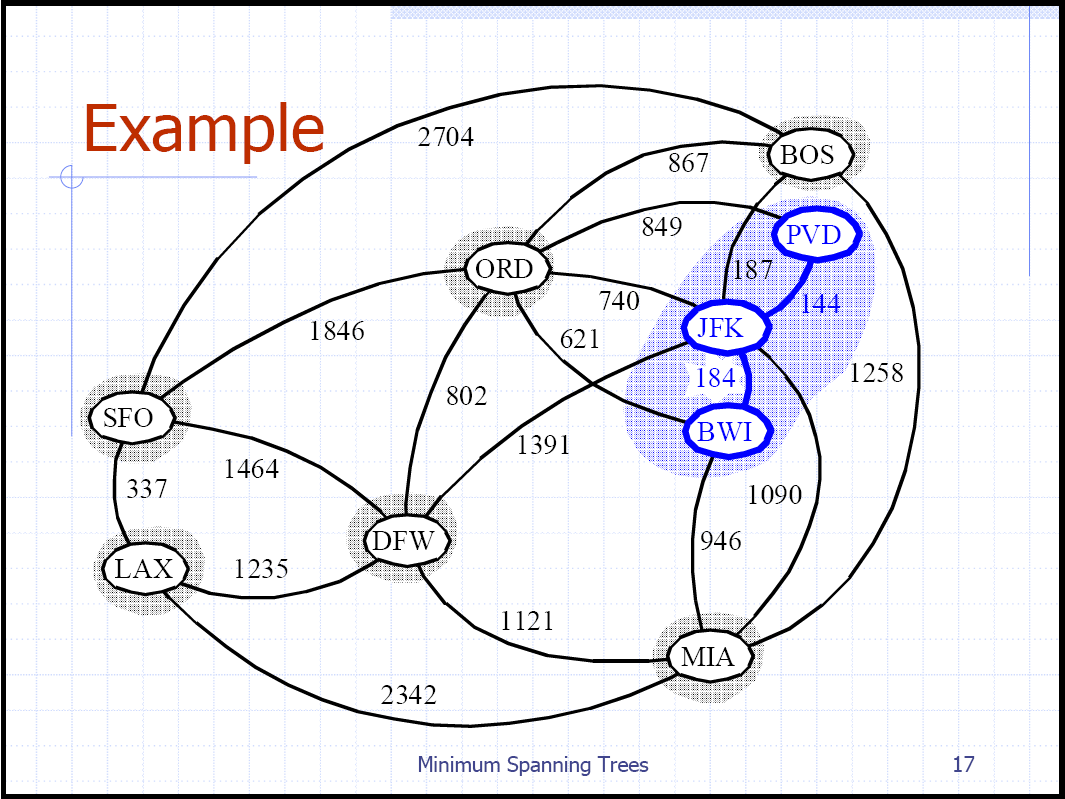 Example
2704
BOS
867
PVD
849
ORD
187
740
144
JFK
1846
621
184
1258
802
SFO
BWI
1391
1464
337
1090
DFW
946
LAX
1235
1121
MIA
2342
Minimum Spanning Trees
17